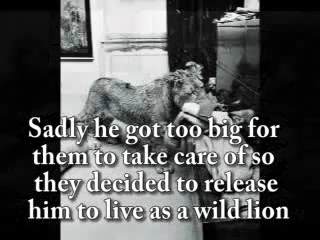 Sadly he got too big for
them to take care of so
they decided to release
him to live as a wild lion